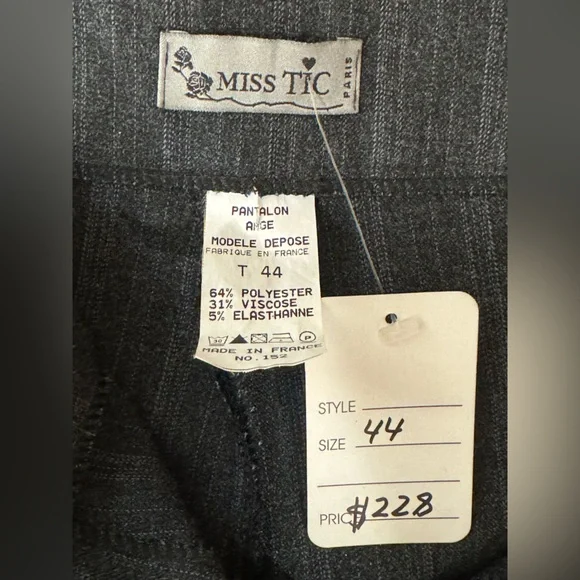 MISS TIC
PARIS
PANTALON
ANGE
MODELE DEPOSE
FABRIQUE EN FRANCE
T 44
64% POLYESTER
31% VISCOSE
5% ELASTHANNE
30 P
MADE IN FRANCE
NO. 152
STYLE
SIZE 44
PRICE $228